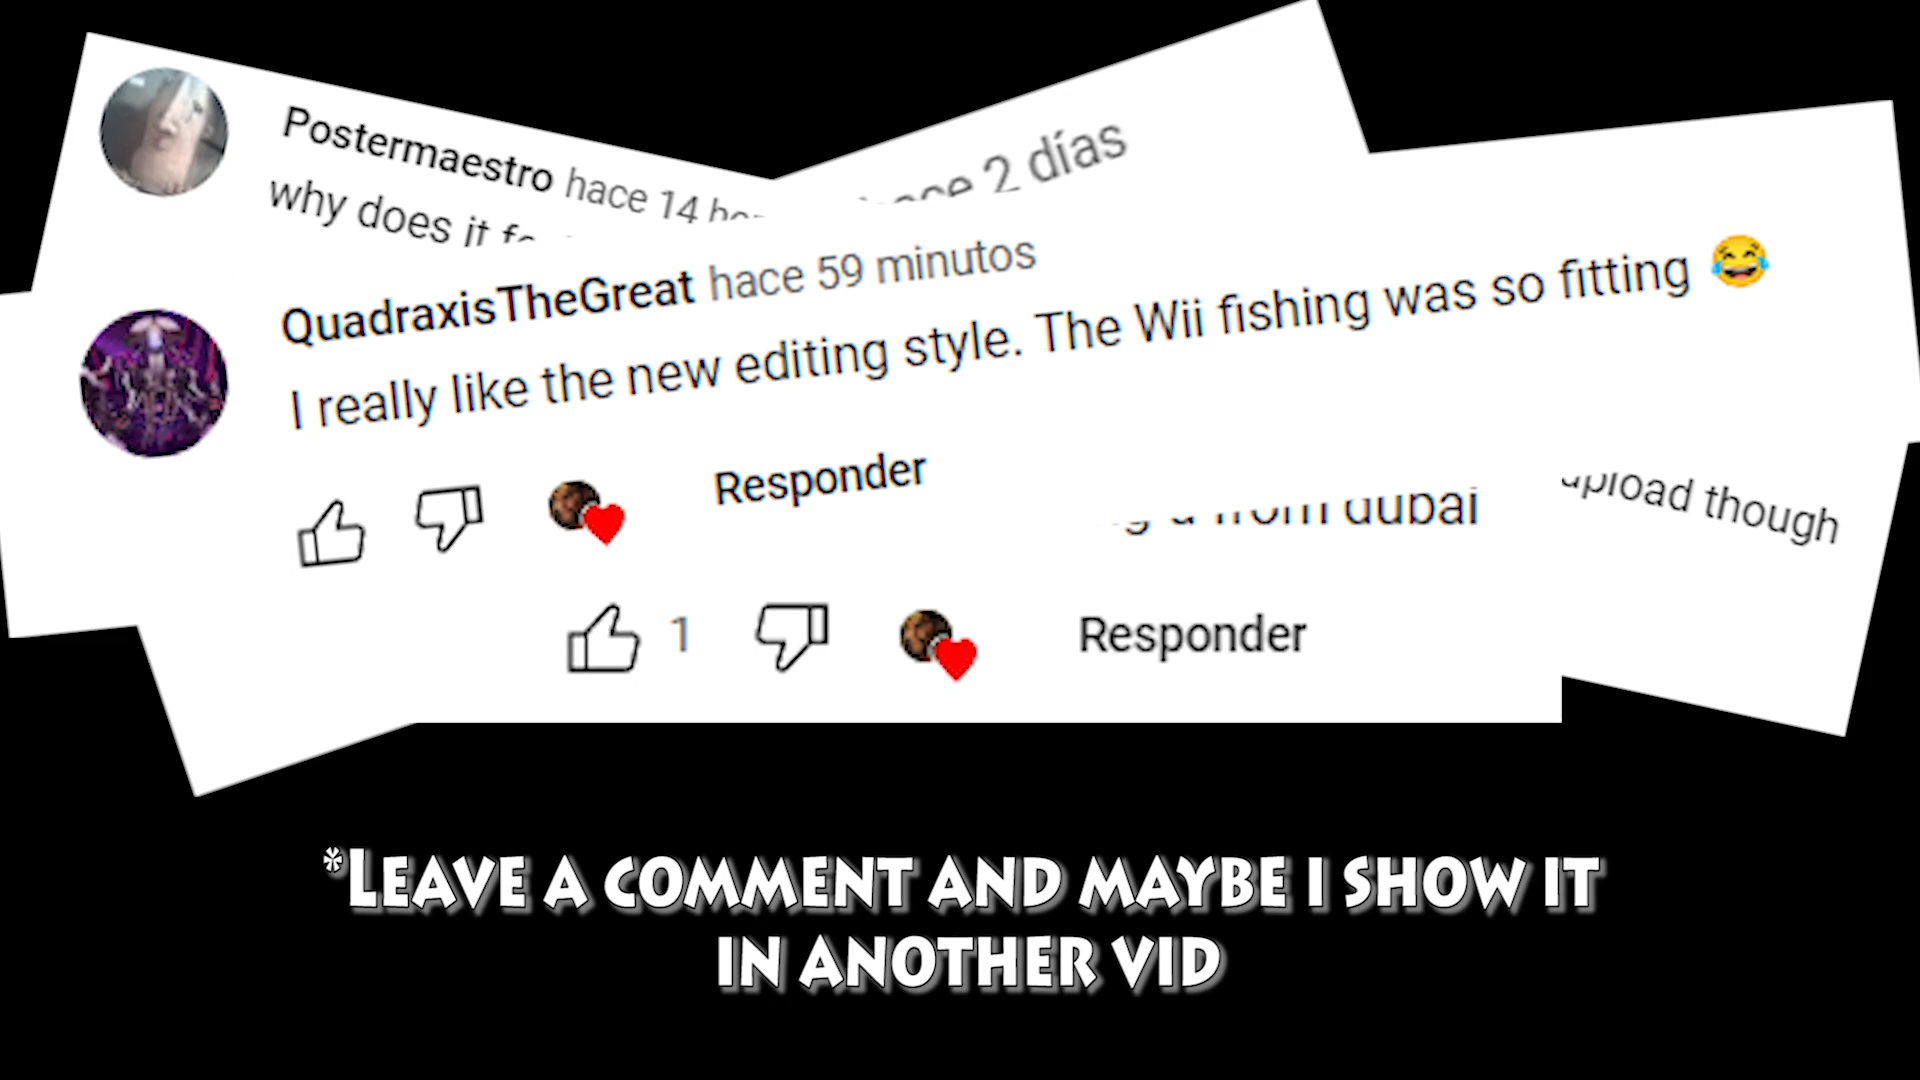 Postermaestro hace 14
why does it
2 días
QuadraxisTheGreat hace 59 minutos
I really like the new editing style. The Wii fishing was so fitting 😂
Responder
from dubai
upload though
1 Responder
*LEAVE A COMMENT AND MAYBE I SHOW IT
IN ANOTHER VID